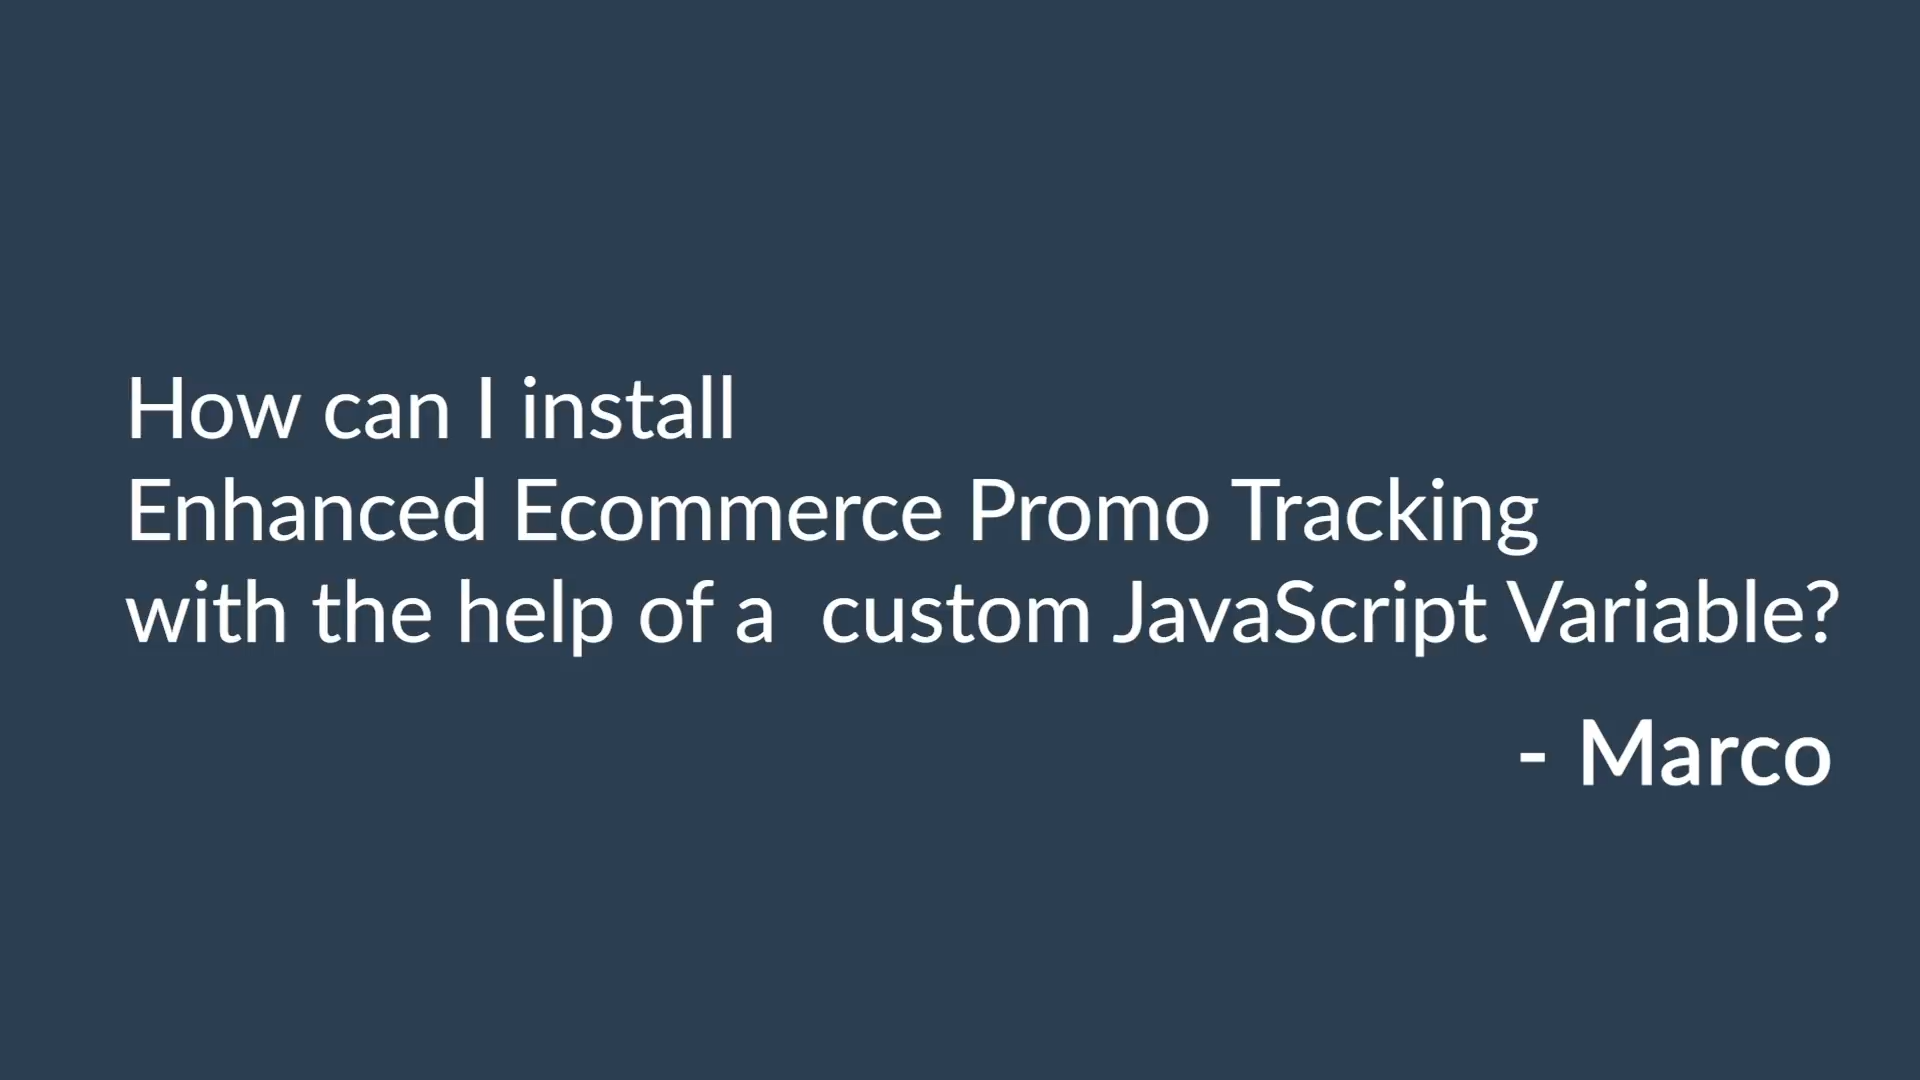 How can I install
Enhanced Ecommerce Promo Tracking
with the help of a  custom JavaScript Variable?
- Marco